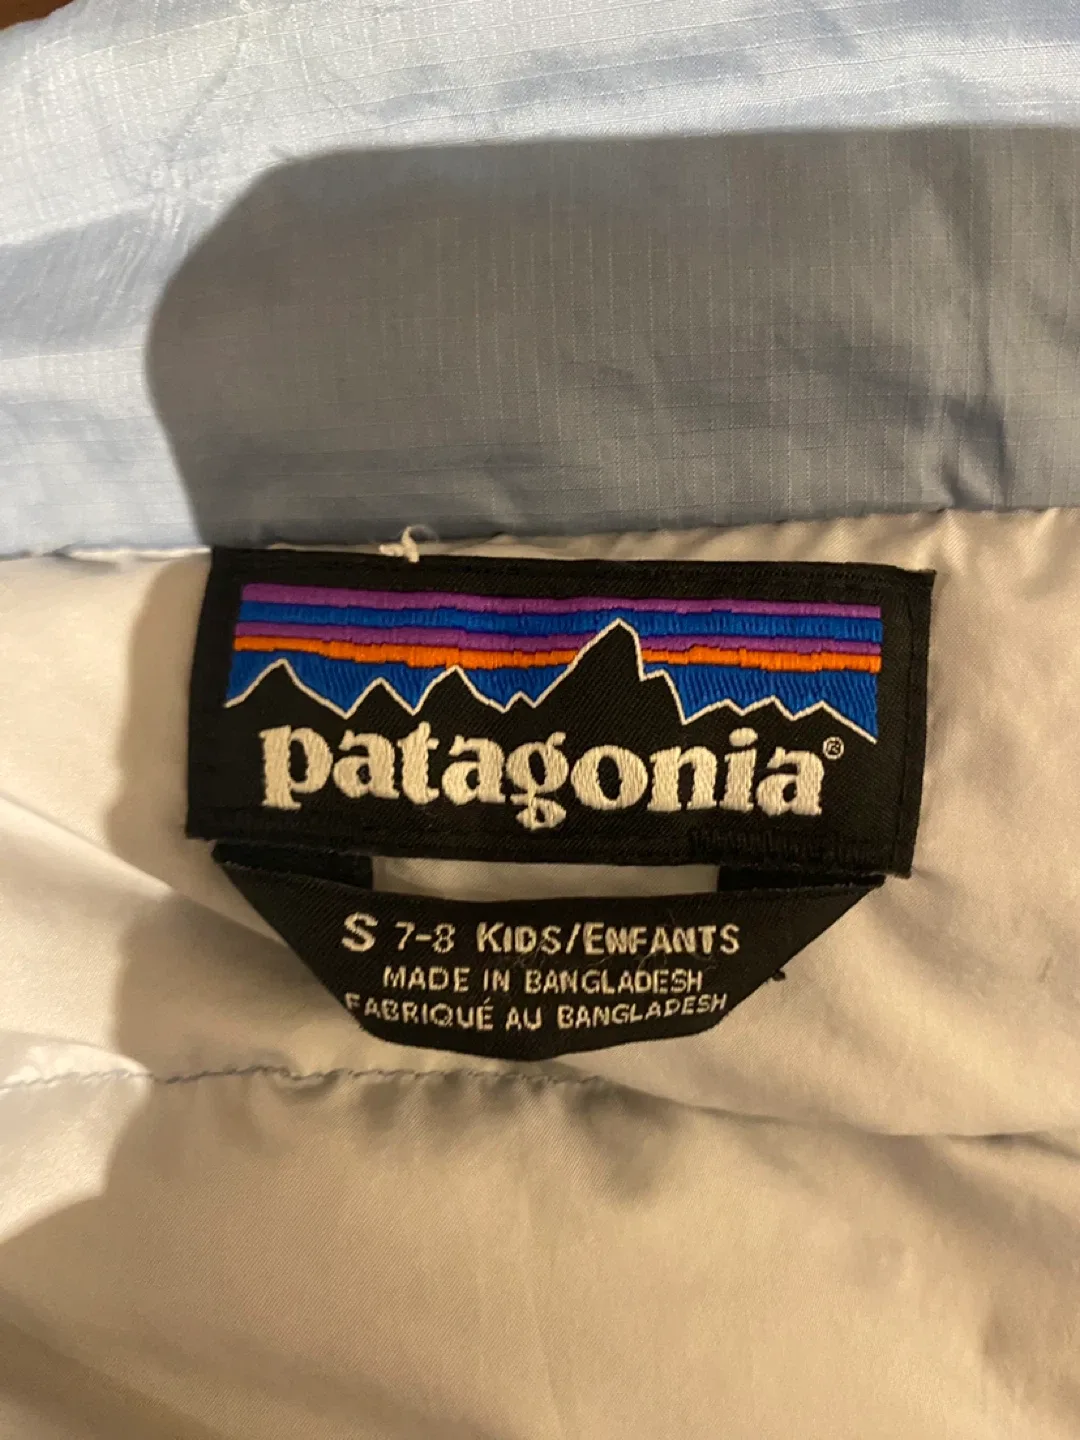 patagonia®
S 7-8 KIDS/ENFANTS
MADE IN BANGLADESH
FABRIQUÉ AU BANGLADESH